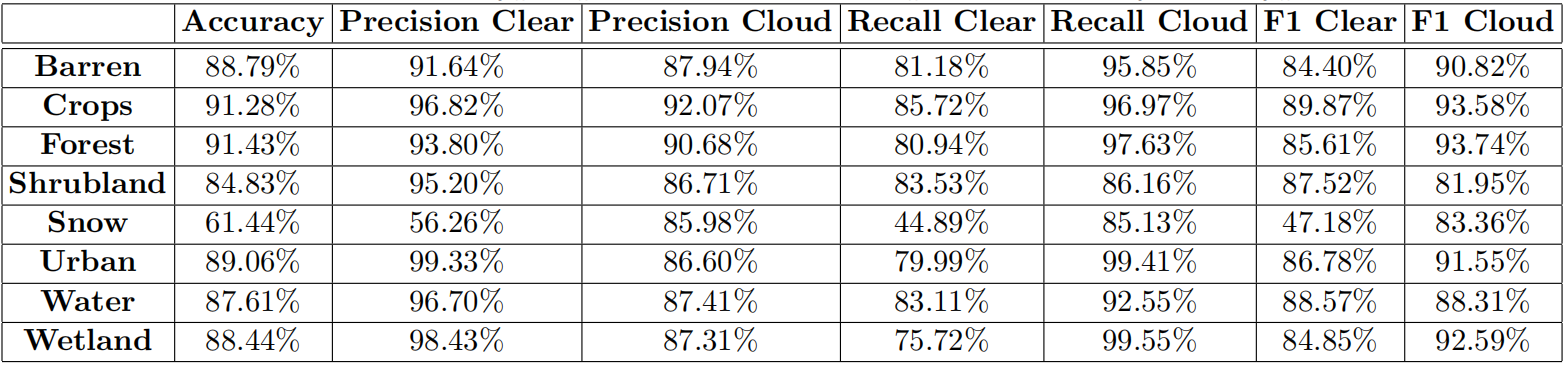 Accuracy Precision Clear Precision Cloud Recall Clear Recall Cloud F1 Clear F1 Cloud
Barren 88.79% 91.64% 87.94% 81.18% 95.85% 84.40% 90.82%
Crops 91.28% 96.82% 92.07% 85.72% 96.97% 89.87% 93.58%
Forest 91.43% 93.80% 90.68% 80.94% 97.63% 85.61% 93.74%
Shrubland 84.83% 95.20% 86.71% 83.53% 86.16% 87.52% 81.95%
Snow 61.44% 56.26% 85.98% 44.89% 85.13% 47.18% 83.36%
Urban 89.06% 99.33% 86.60% 79.99% 99.41% 86.78% 91.55%
Water 87.61% 96.70% 87.41% 83.11% 92.55% 88.57% 88.31%
Wetland 88.44% 98.43% 87.31% 75.72% 99.55% 84.85% 92.59%